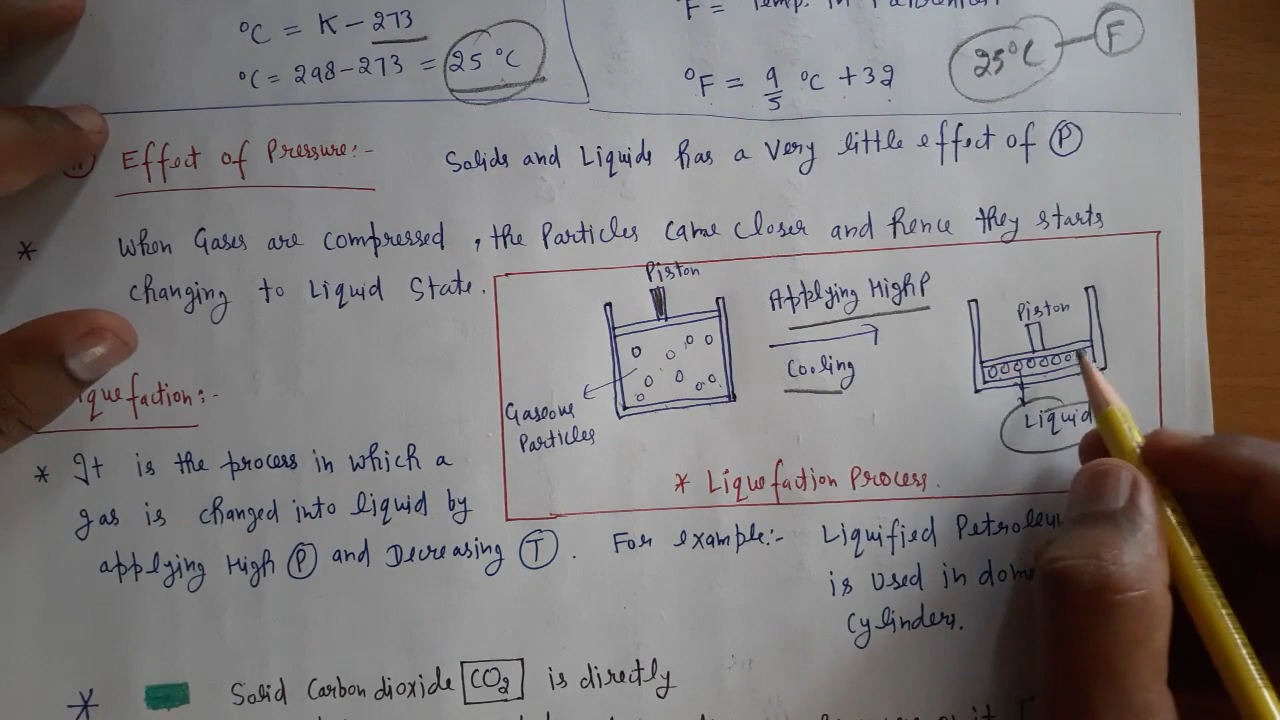 °C = K - 273
°C = 298-273 = 25 °C
F = Temp. in
°F = 9/5 °C + 32
25°C - F
Effect of Pressure:-
Solids and Liquids has a very little effect of P
* When Gases are compressed, the Particles came closer and hence they starts
changing to Liquid State.
Piston
Gaseous
Particles
Applying High P
Cooling
Piston
Liquid
* Liquefaction Process.
quefaction:-
* It is the process in which a
gas is changed into liquid by
applying High P and Decreasing T.
For example:- Liquified Petroleu
is used in dom
Cylinders.
* Solid Carbon dioxide CO2 is directly